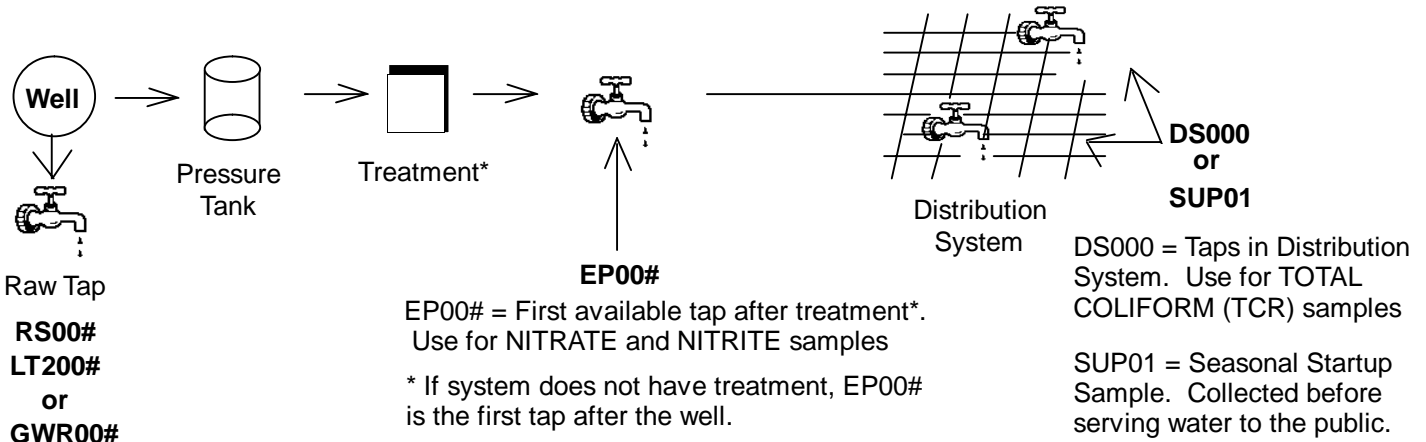 Well
Pressure
Tank
Treatment*
Raw Tap
RS00#
LT200#
or
GWR00#
EP00#
EP00# = First available tap after treatment*.
Use for NITRATE and NITRITE samples
* If system does not have treatment, EP00#
is the first tap after the well.
Distribution
System
DS000
or
SUP01
DS000 = Taps in Distribution
System. Use for TOTAL
COLIFORM (TCR) samples
SUP01 = Seasonal Startup
Sample. Collected before
serving water to the public.